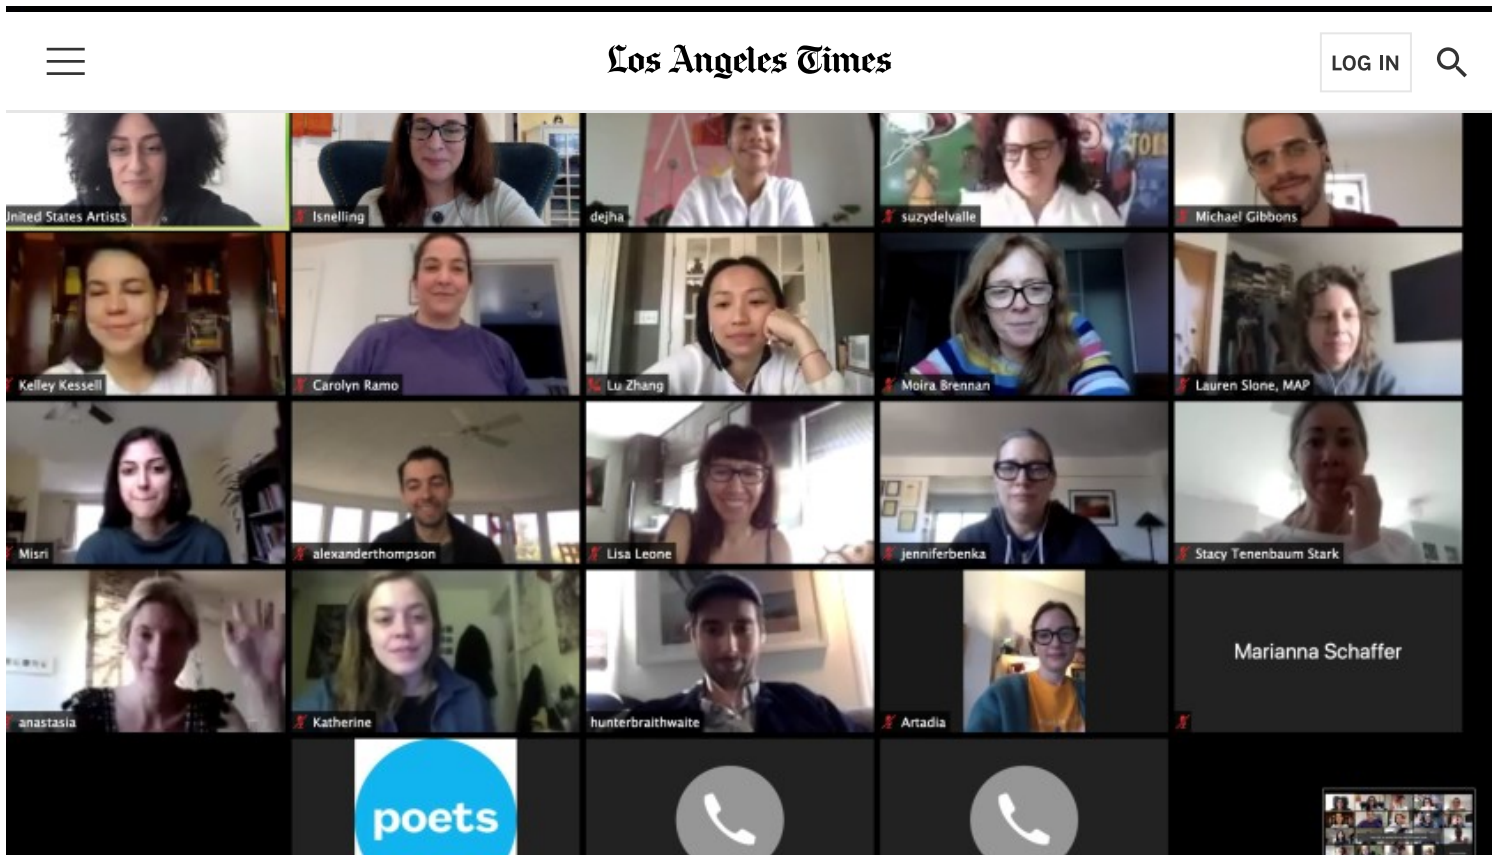 Los Angeles Times
LOG IN
United States Artists
lsnelling
dejha
suzydelvalle
Michael Gibbons
Kelley Kessell
Carolyn Ramo
Lu Zhang
Moira Brennan
Lauren Slone, MAP
Misri
alexanderthompson
Lisa Leone
jenniferbenka
Stacy Tenenbaum Stark
anastasia
Katherine
hunterbraithwaite
Artadia
Marianna Schaffer
poets